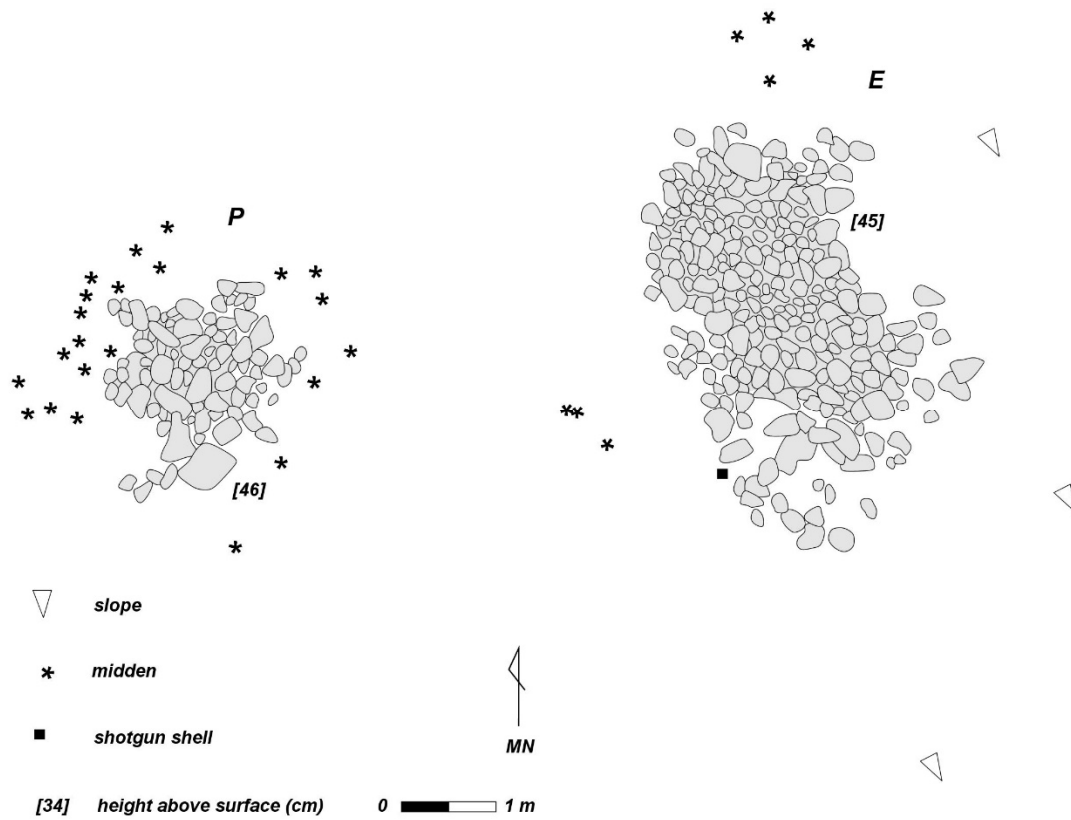 E
P
[45]
[46]
slope
midden
shotgun shell
MN
[34] height above surface (cm) 0 1 m